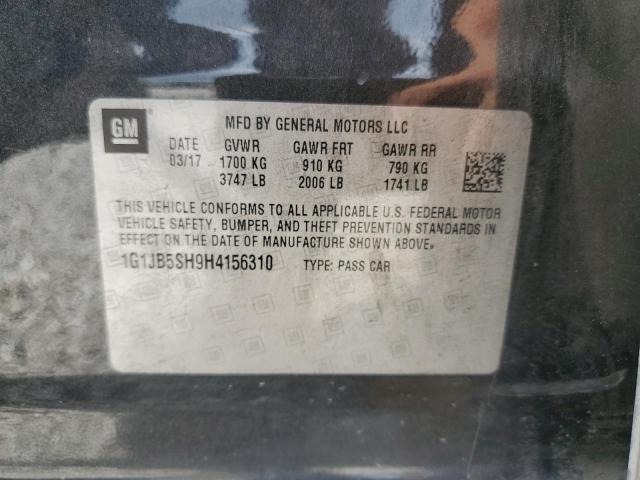 GM
MFD BY GENERAL MOTORS LLC
DATE GVWR GAWR FRT GAWR RR
03/17 1700 KG 910 KG 790 KG
3747 LB 2006 LB 1741 LB
THIS VEHICLE CONFORMS TO ALL APPLICABLE U.S. FEDERAL MOTOR
VEHICLE SAFETY, BUMPER, AND THEFT PREVENTION STANDARDS IN
EFFECT ON THE DATE OF MANUFACTURE SHOWN ABOVE.
1G1JB5SH9H4156310 TYPE: PASS CAR